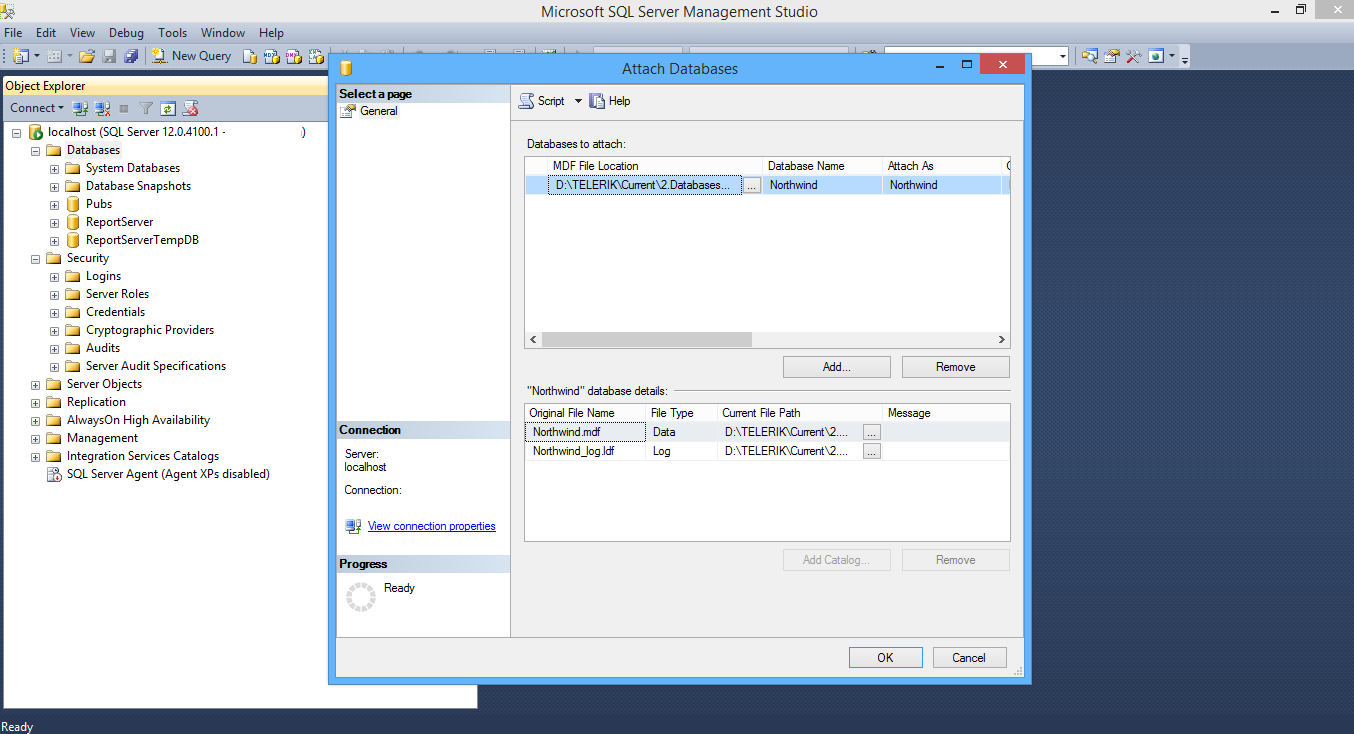 Microsoft SQL Server Management Studio
File Edit View Debug Tools Window Help
New Query
Object Explorer
Connect
localhost (SQL Server 12.0.4100.1 - )
Databases
System Databases
Database Snapshots
Pubs
ReportServer
ReportServerTempDB
Security
Logins
Server Roles
Credentials
Cryptographic Providers
Audits
Server Audit Specifications
Server Objects
Replication
AlwaysOn High Availability
Management
Integration Services Catalogs
SQL Server Agent (Agent XPs disabled)
Attach Databases
Select a page
General
Connection
Server:
localhost
Connection:
View connection properties
Progress
Ready
Script Help
Databases to attach:
MDF File Location Database Name Attach As
D:\TELERIK\Current\2.Databases... ... Northwind Northwind
Add... Remove
"Northwind" database details:
Original File Name File Type Current File Path Message
Northwind.mdf Data D:\TELERIK\Current\2.... ...
Northwind_log.ldf Log D:\TELERIK\Current\2.... ...
Add Catalog... Remove
OK Cancel
Ready